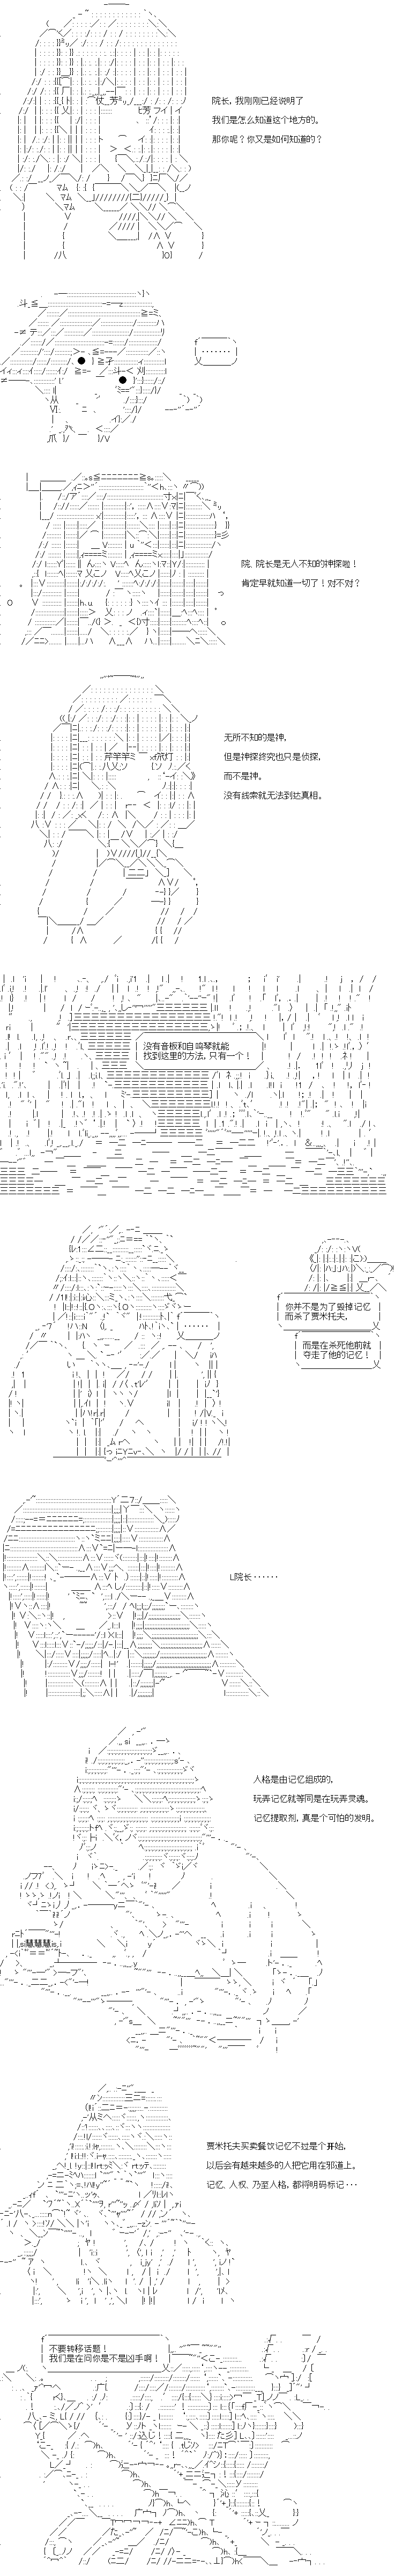 院长，我刚刚已经说明了
我们是怎么知道这个地方的。
那你呢？你又是如何知道的？
・・・・・・・
院、院长是无人不知的神探啦！
肯定早就知道一切了！对不对？
无所不知的是神，
但是神探终究也只是侦探，
而不是神。
没有线索就无法到达真相。
没有音板和自鸣琴就能
找到这里的方法，只有一个！
你并不是为了毁掉记忆
而杀了贾米托夫，
・・・・・・
而是在杀死他前就
夺走了他的记忆！
L院长・・・・・・
人格是由记忆组成的，
玩弄记忆就等同是在玩弄灵魂。
记忆提取剂，真是个可怕的发明。
贾米托夫买卖餐饮记忆不过是个开始，
以后会有越来越多的人把它用在邪道上。
记忆、人权、乃至人格，都将明码标记・・・
不要转移话题！
我们是在问你是不是凶手啊！